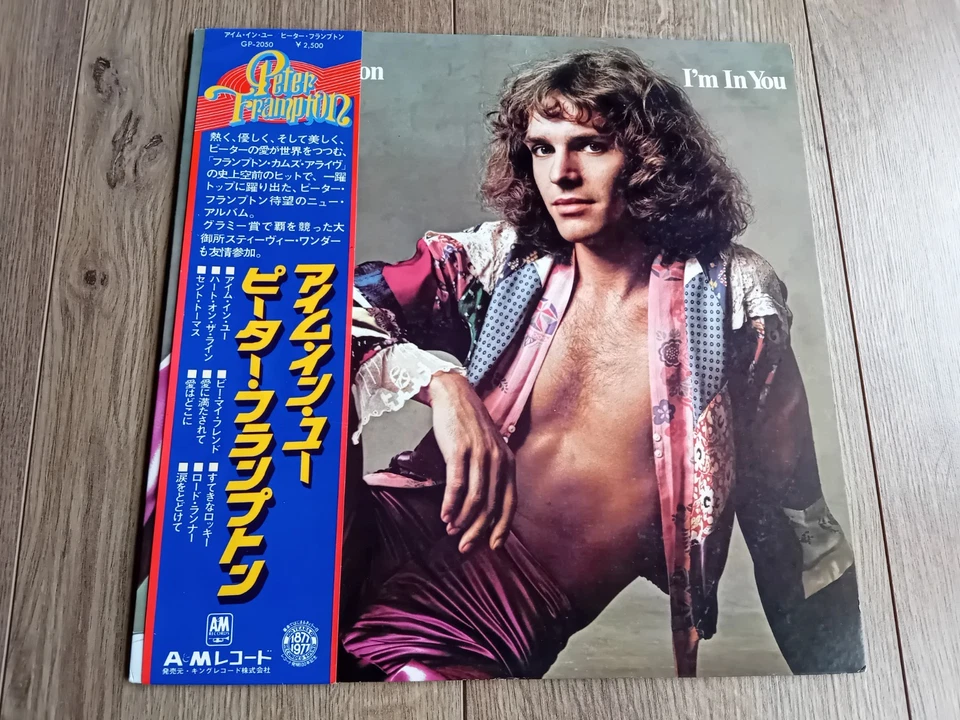 アイム・イン・ユー ピーター・フランプトン
GP-2050 ￥2,500
Peter
Frampton
熱く、優しく、そして美しく、
ピーターの愛が世界をつつむ、
「フランプトン・カムズ・アライヴ」
の史上空前のヒットで、一躍
トップに躍り出た、ピーター・
フランプトン待望のニュー・
アルバム。
グラミー賞で覇を競った大
御所スティーヴィー・ワンダー
も友情参加。
アイム・イン・ユー
ピーター・フランプトン
■アイム・イン・ユー
■ハート・オン・ザ・ライン
■セント・トーマス
■ビー・マイ・フレンド
■愛に満たされて
■愛はどこに
■すてきなロッキー
■ロード・ランナー
■涙をとどけて
A&M
RECORDS
A&Mレコード
発売元・キングレコード株式会社
1877
1977
on
I'm In You